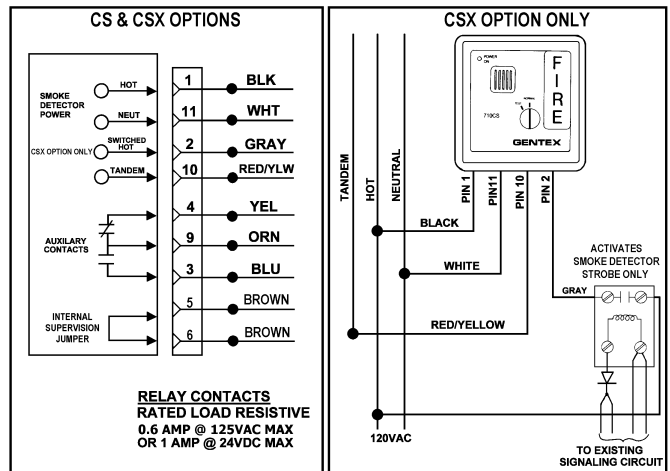 CS & CSX OPTIONS
SMOKE
DETECTOR
POWER
HOT
NEUT
CSX OPTION ONLY
SWITCHED
HOT
TANDEM
AUXILARY
CONTACTS
INTERNAL
SUPERVISION
JUMPER
1 BLK
11 WHT
2 GRAY
10 RED/YLW
4 YEL
9 ORN
3 BLU
5 BROWN
6 BROWN
RELAY CONTACTS
RATED LOAD RESISTIVE
0.6 AMP @ 125VAC MAX
OR 1 AMP @ 24VDC MAX
CSX OPTION ONLY
POWER
ON
FIRE
NORMAL
TEST
710CS
GENTEX
TANDEM
HOT
NEUTRAL
PIN 1
PIN11
PIN 10
PIN 2
BLACK
WHITE
RED/YELLOW
GRAY
ACTIVATES
SMOKE DETECTOR
STROBE ONLY
120VAC
TO EXISTING
SIGNALING CIRCUIT